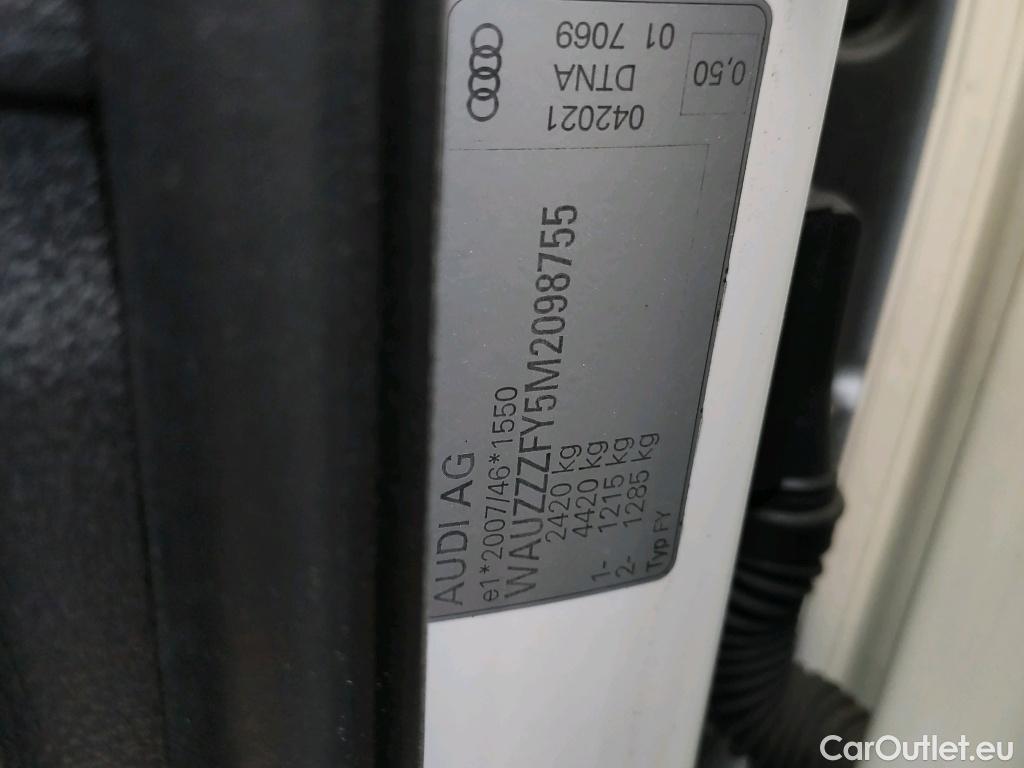 AUDI AG
e1*2007/46*1550
WAUZZZFY5M2098755
2420 kg
4420 kg
1- 1215 kg
2- 1285 kg
Typ FY
042021
DTNA
01 7069
0,50
CarOutlet.eu